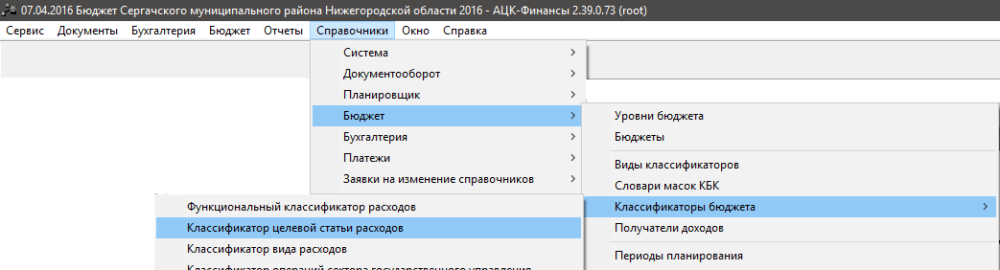 07.04.2016 Бюджет Сергачского муниципального района Нижегородской области 2016 - АЦК-Финансы 2.39.0.73 (root)
Сервис Документы Бухгалтерия Бюджет Отчеты Справочники Окно Справка
Система
Документооборот
Планировщик
Бюджет
Бухгалтерия
Платежи
Заявки на изменение справочников
Уровни бюджета
Бюджеты
Виды классификаторов
Словари масок КБК
Классификаторы бюджета
Получатели доходов
Периоды планирования
Функциональный классификатор расходов
Классификатор целевой статьи расходов
Классификатор вида расходов
Классификатор операций сектора государственного управления